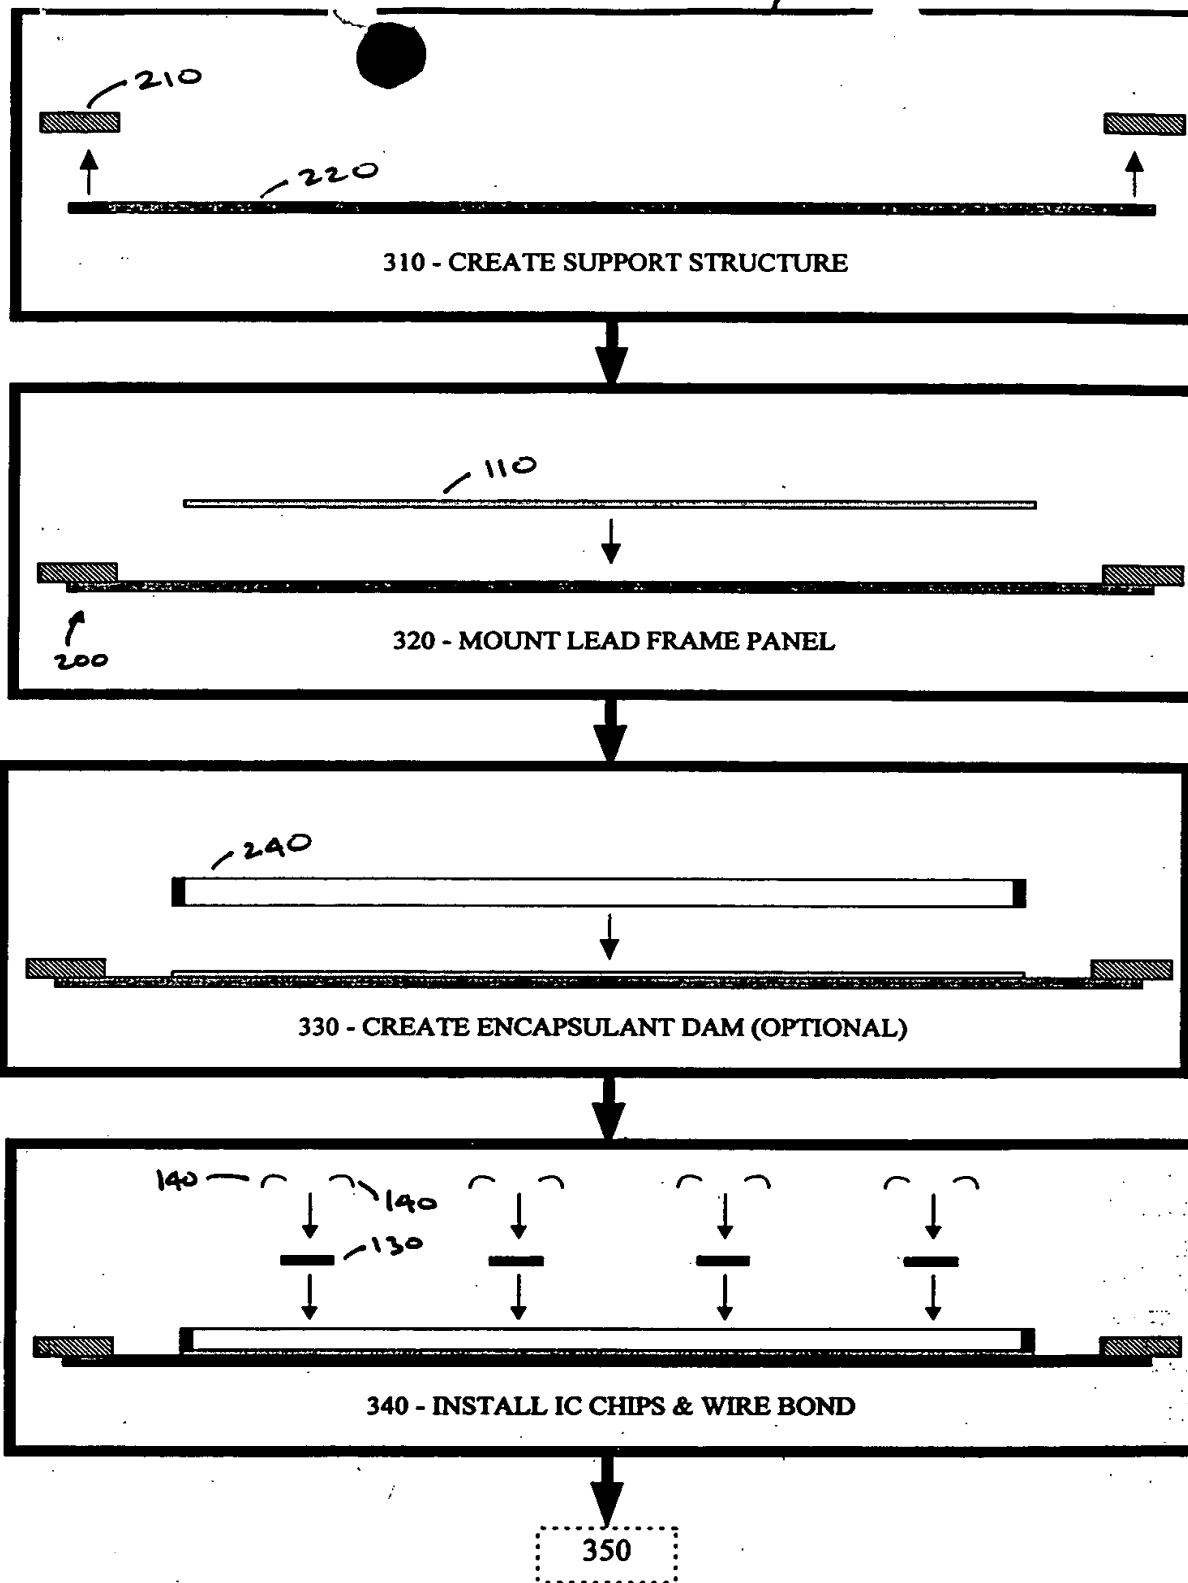 210
220
310 - CREATE SUPPORT STRUCTURE
110
200
320 - MOUNT LEAD FRAME PANEL
240
330 - CREATE ENCAPSULANT DAM (OPTIONAL)
140
140
130
340 - INSTALL IC CHIPS & WIRE BOND
350